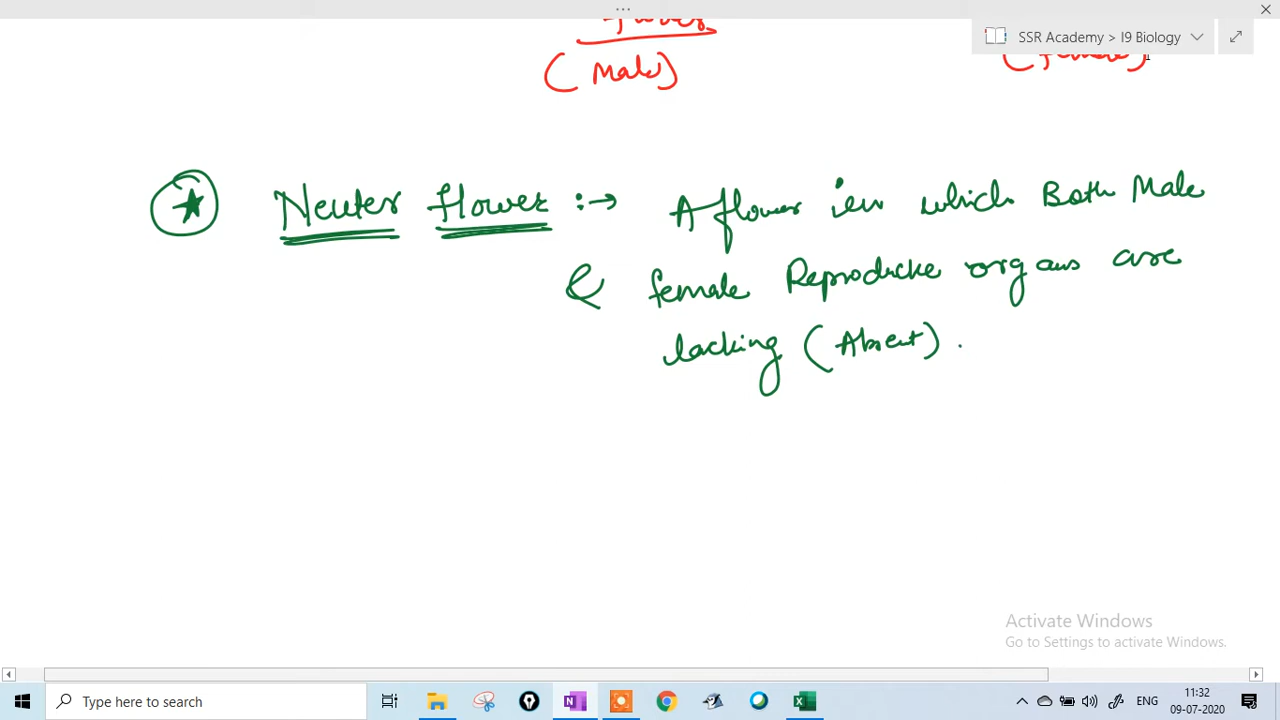 ...
SSR Academy > I9 Biology
(Male)
(female)
Neuter flower :→ A flower in which Both Male
& female Reproductive organs are
lacking (Absent).
Activate Windows
Go to Settings to activate Windows.
Type here to search
11:32
09-07-2020